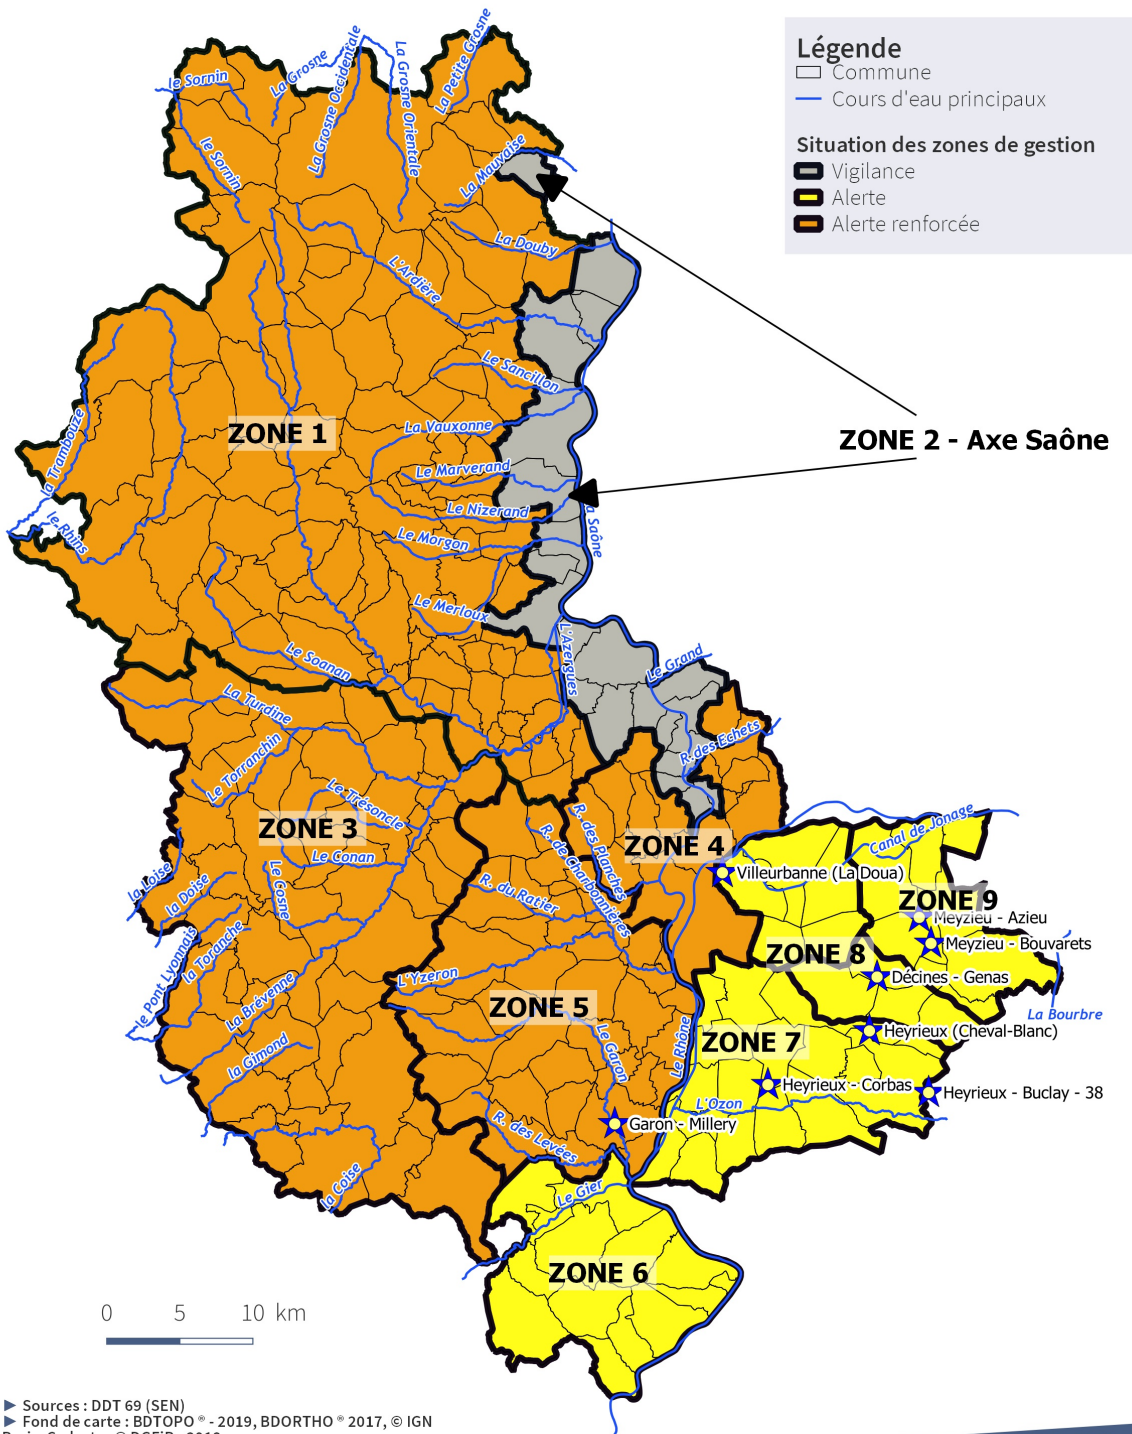 Légende
Commune
Cours d'eau principaux
Situation des zones de gestion
Vigilance
Alerte
Alerte renforcée
le Sornin
La Grosne
La Grosne Occidentale
La Grosne Orientale
La Petite Grosne
le Sornin
La Mauvaise
La Douby
L'Ardière
Le Sancillon
ZONE 1
La Vauxonne
ZONE 2 - Axe Saône
la Trambouze
Le Marverand
Le Nizerand
le Rhins
Le Morgon
la Saône
Le Merloux
L'Azergues
Le Soanan
Le Grand
La Turdine
R. des Echets
Le Torranchin
Le Trésoncle
ZONE 3
Le Conan
R. des Planches
R. de Charbonnières
ZONE 4
Canal de Jonage
la Loise
la Doise
Le Cosne
R. du Ratier
Villeurbanne (La Doua)
ZONE 9
Meyzieu - Azieu
Meyzieu - Bouvarets
le Pont Lyonnais
la Toranche
ZONE 8
L'Yzeron
Décines - Genas
la Brévenne
ZONE 5
La Bourbre
Heyrieux (Cheval-Blanc)
la Gimond
Le Garon
Le Rhône
ZONE 7
Heyrieux - Corbas
Heyrieux - Buclay - 38
L'Ozon
R. des Levées
Garon - Millery
la Coise
Le Gier
ZONE 6
0 5 10 km
► Sources : DDT 69 (SEN)
► Fond de carte : BDTOPO ® - 2019, BDORTHO ® 2017, © IGN